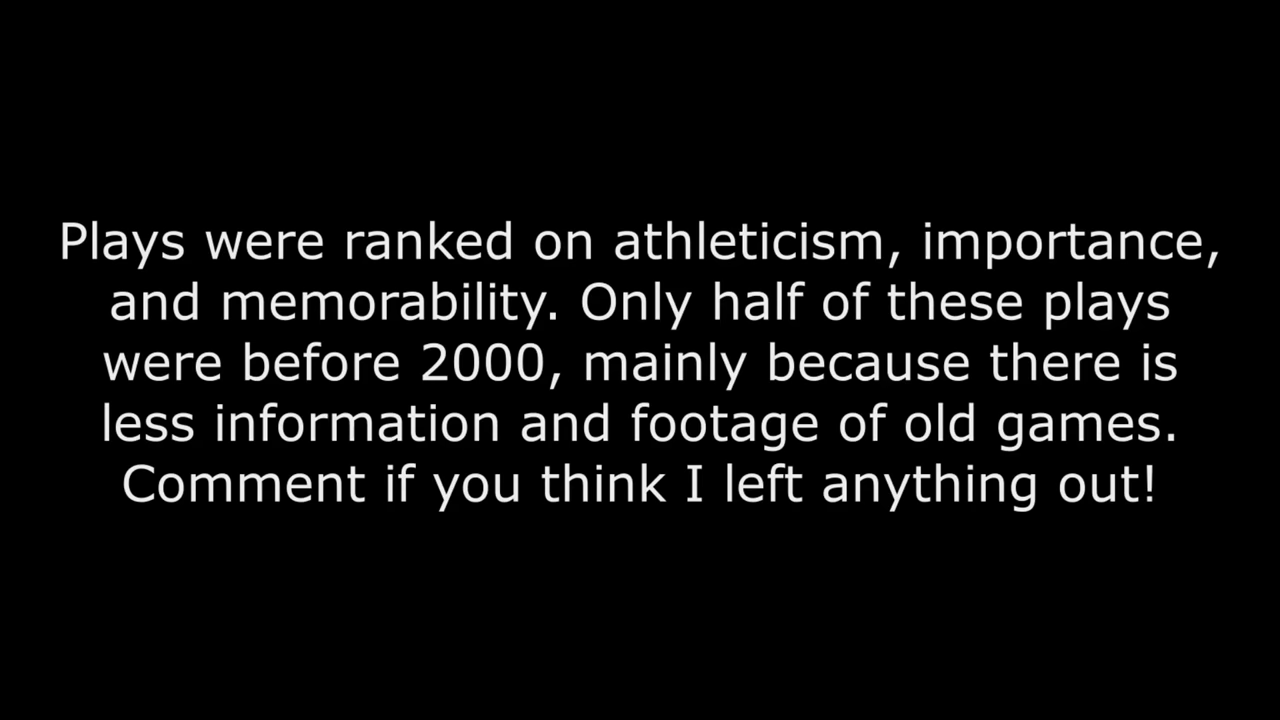 Plays were ranked on athleticism, importance,
and memorability. Only half of these plays
were before 2000, mainly because there is
less information and footage of old games.
Comment if you think I left anything out!